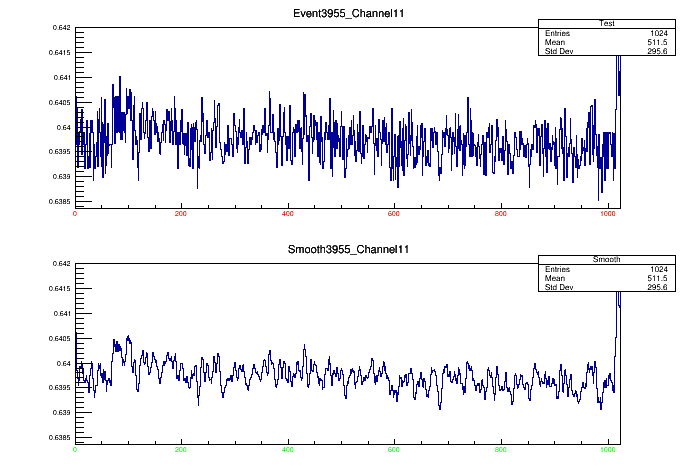 Event3955_Channel11
Test
Entries 1024
Mean 511.5
Std Dev 295.6
0.642
0.6415
0.641
0.6405
0.64
0.6395
0.639
0.6385
0 200 400 600 800 1000
Smooth3955_Channel11
Smooth
Entries 1024
Mean 511.5
Std Dev 295.6
0.642
0.6415
0.641
0.6405
0.64
0.6395
0.639
0.6385
0 200 400 600 800 1000